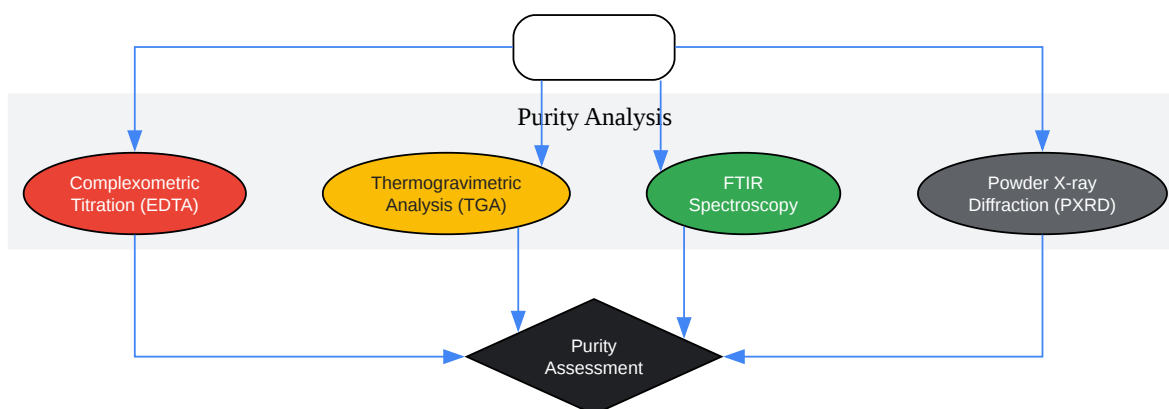 Purity Analysis
Complexometric
Titration (EDTA)
Thermogravimetric
Analysis (TGA)
FTIR
Spectroscopy
Powder X-ray
Diffraction (PXRD)
Purity
Assessment